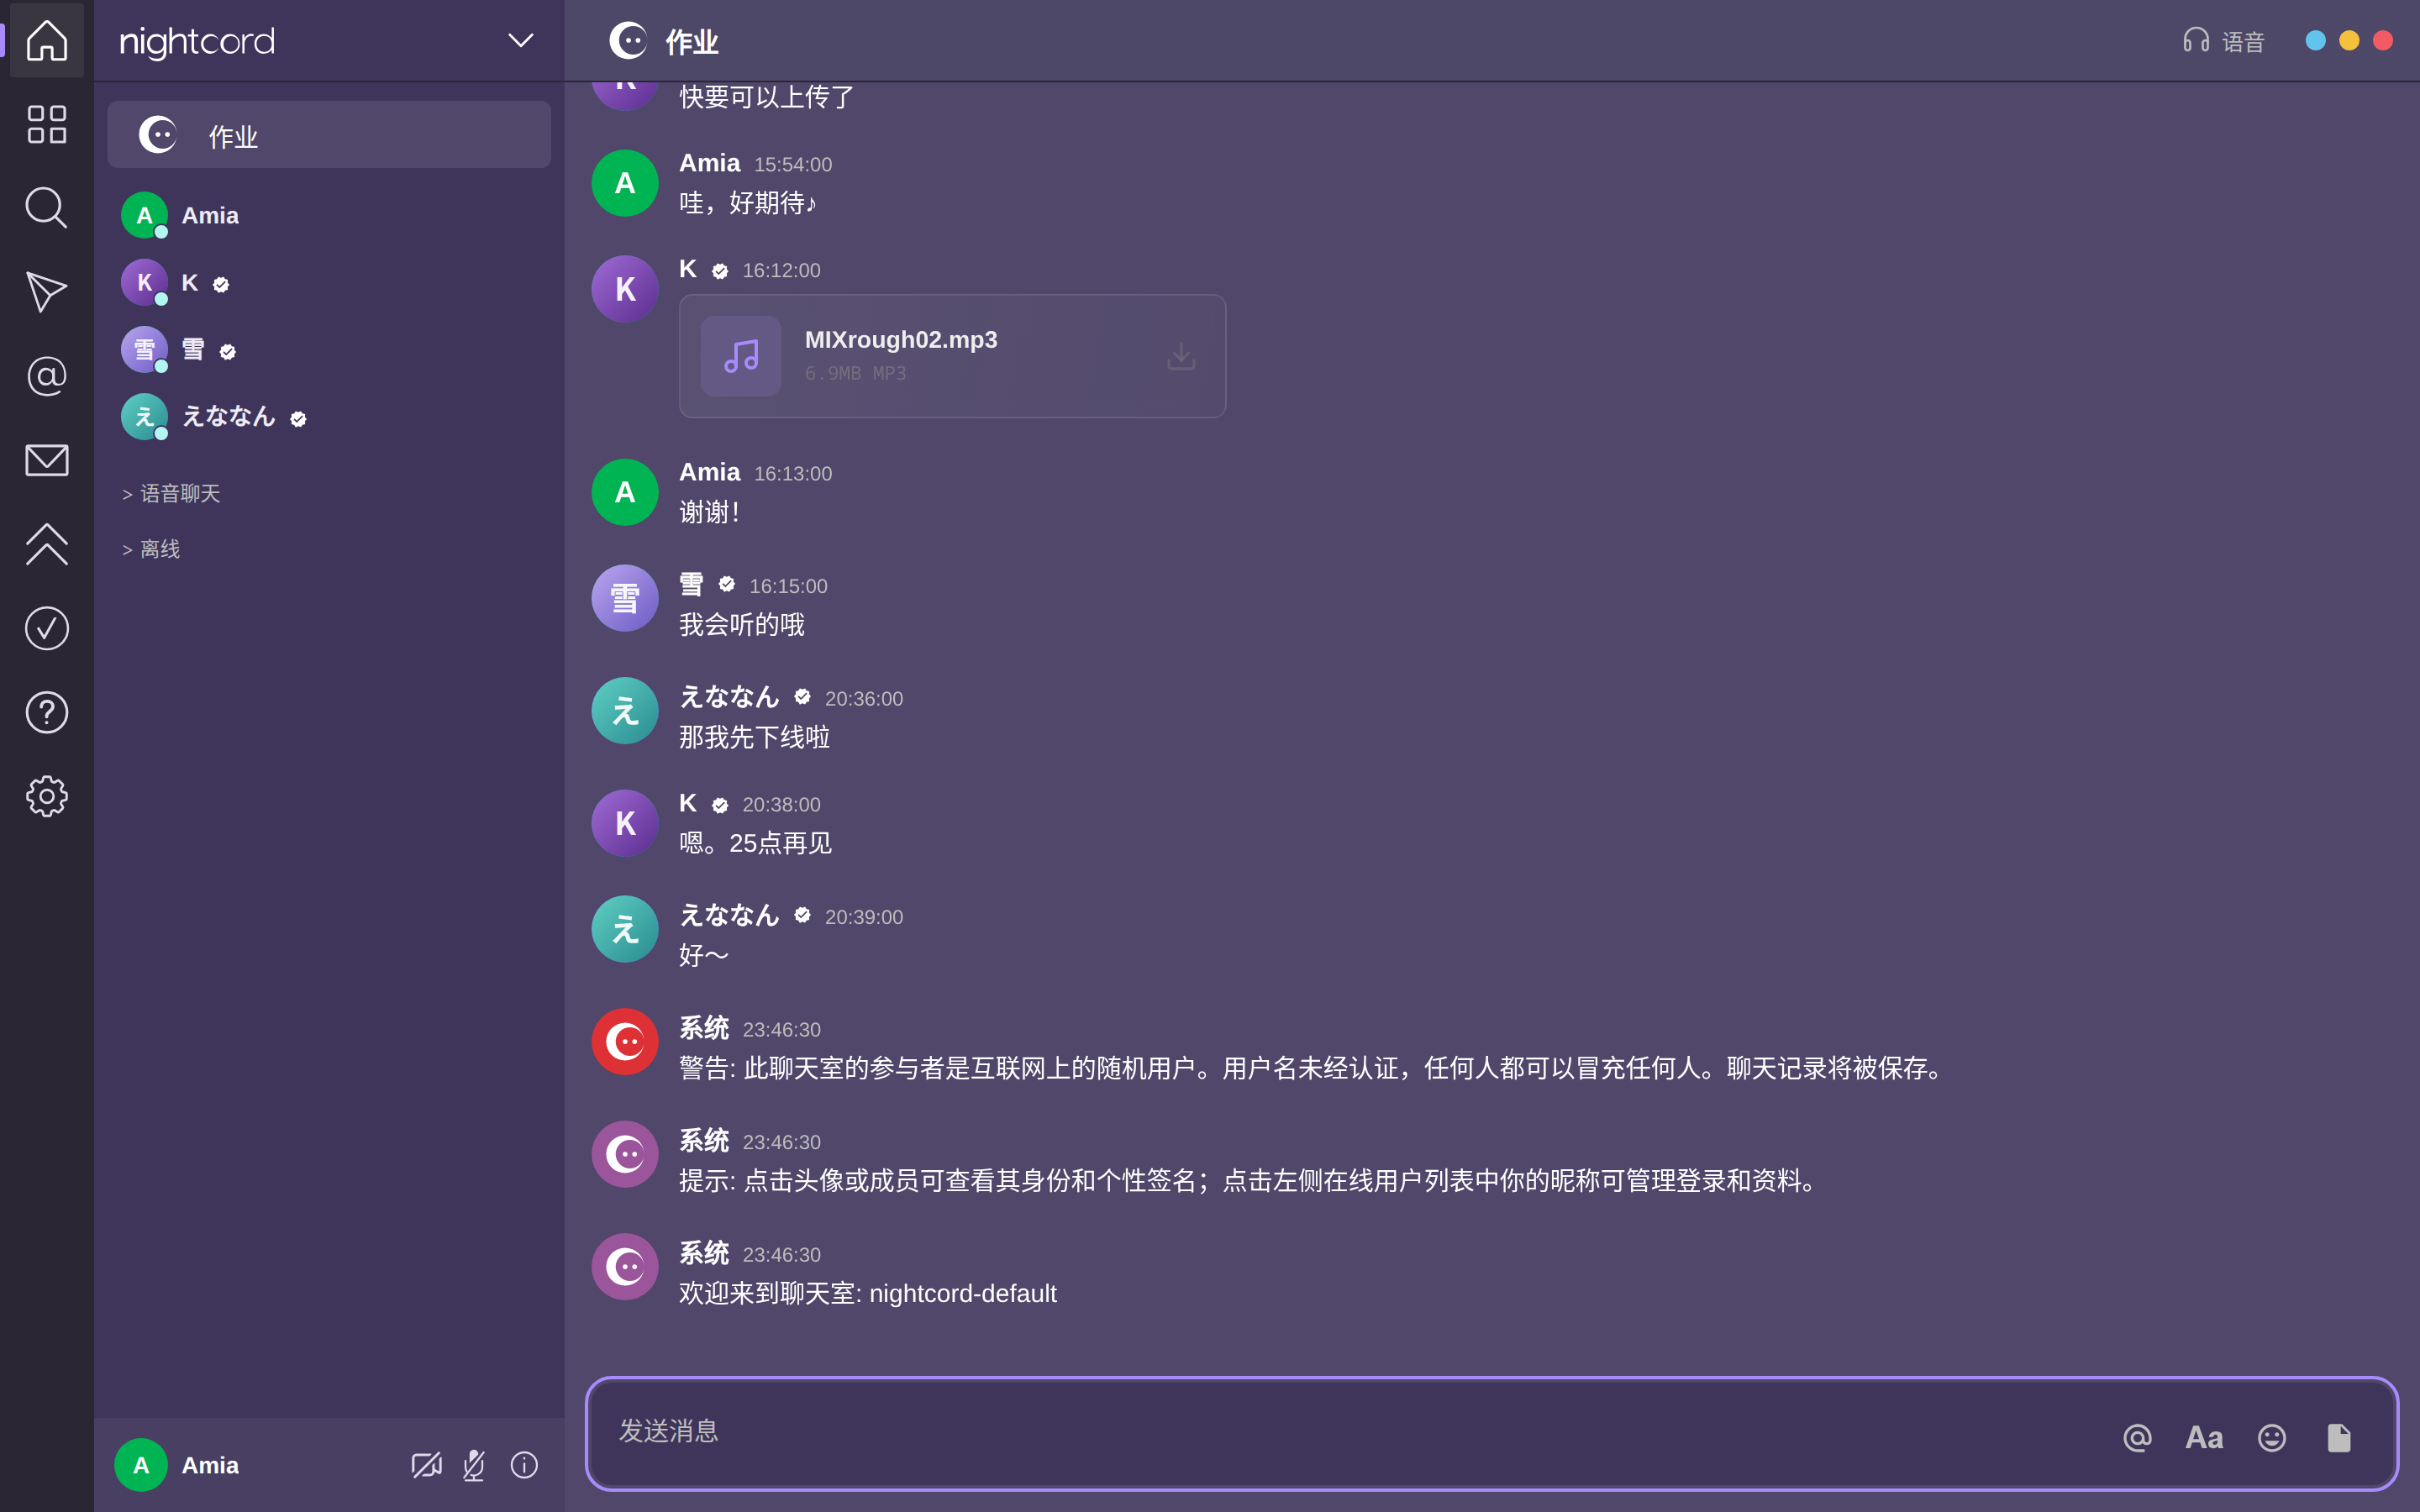 nightcord
作业
A Amia
K K
雪 雪
え えななん
> 语音聊天
> 离线
A Amia
作业
语音
快要可以上传了
A
Amia 15:54:00
哇，好期待♪
K
K 16:12:00
MIXrough02.mp3
6.9MB MP3
A
Amia 16:13:00
谢谢！
雪
雪 16:15:00
我会听的哦
え
えななん 20:36:00
那我先下线啦
K
K 20:38:00
嗯。25点再见
え
えななん 20:39:00
好～
系统 23:46:30
警告: 此聊天室的参与者是互联网上的随机用户。用户名未经认证，任何人都可以冒充任何人。聊天记录将被保存。
系统 23:46:30
提示: 点击头像或成员可查看其身份和个性签名；点击左侧在线用户列表中你的昵称可管理登录和资料。
系统 23:46:30
欢迎来到聊天室: nightcord-default
发送消息
Aa